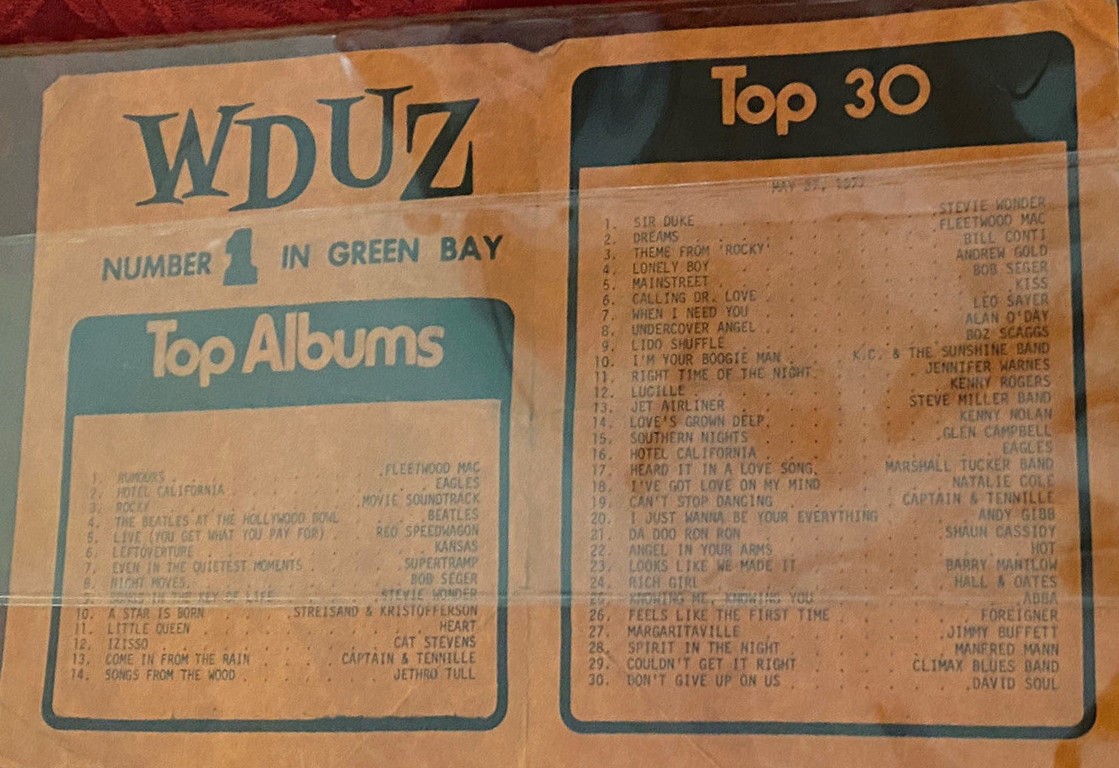 WDUZ
NUMBER 1 IN GREEN BAY
Top Albums
1. RUMOURS . FLEETWOOD MAC
2. HOTEL CALIFORNIA EAGLES
3. ROCKY MOVIE SOUNDTRACK
4. THE BEATLES AT THE HOLLYWOOD BOWL BEATLES
5. LIVE (YOU GET WHAT YOU PAY FOR) REO SPEEDWAGON
6. LEFTOVERTURE KANSAS
7. EVEN IN THE QUIETEST MOMENTS SUPERTRAMP
8. NIGHT MOVES BOB SEGER
9. SONGS IN THE KEY OF LIFE STEVIE WONDER
10. A STAR IS BORN STREISAND & KRISTOFFERSON
11. LITTLE QUEEN HEART
12. IZISSO CAT STEVENS
13. COME IN FROM THE RAIN CAPTAIN & TENNILLE
14. SONGS FROM THE WOOD JETHRO TULL
Top 30
MAY 1977
1. SIR DUKE STEVIE WONDER
2. DREAMS FLEETWOOD MAC
3. THEME FROM 'ROCKY' BILL CONTI
4. LONELY BOY ANDREW GOLD
5. MAINSTREET BOB SEGER
6. CALLING DR. LOVE KISS
7. WHEN I NEED YOU LEO SAYER
8. UNDERCOVER ANGEL ALAN O'DAY
9. LIDO SHUFFLE BOZ SCAGGS
10. I'M YOUR BOOGIE MAN K.C. & THE SUNSHINE BAND
11. RIGHT TIME OF THE NIGHT JENNIFER WARNES
12. LUCILLE KENNY ROGERS
13. JET AIRLINER STEVE MILLER BAND
14. LOVE'S GROWN DEEP KENNY NOLAN
15. SOUTHERN NIGHTS GLEN CAMPBELL
16. HOTEL CALIFORNIA EAGLES
17. HEARD IT IN A LOVE SONG MARSHALL TUCKER BAND
18. I'VE GOT LOVE ON MY MIND NATALIE COLE
19. CAN'T STOP DANCING CAPTAIN & TENNILLE
20. I JUST WANNA BE YOUR EVERYTHING ANDY GIBB
21. DA DOO RON RON SHAUN CASSIDY
22. ANGEL IN YOUR ARMS HOT
23. LOOKS LIKE WE MADE IT BARRY MANILOW
24. RICH GIRL HALL & OATES
25. KNOWING ME, KNOWING YOU ABBA
26. FEELS LIKE THE FIRST TIME FOREIGNER
27. MARGARITAVILLE JIMMY BUFFETT
28. SPIRIT IN THE NIGHT MANFRED MANN
29. COULDN'T GET IT RIGHT CLIMAX BLUES BAND
30. DON'T GIVE UP ON US DAVID SOUL